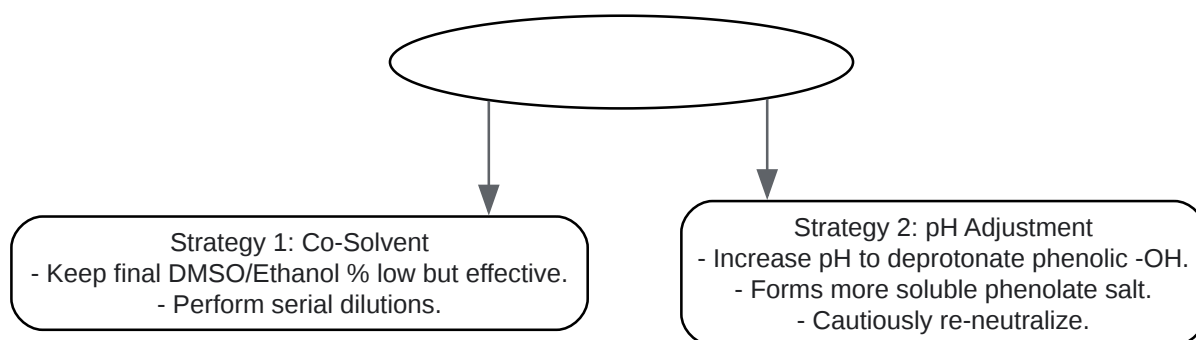 Strategy 1: Co-Solvent
- Keep final DMSO/Ethanol % low but effective.
- Perform serial dilutions.
Strategy 2: pH Adjustment
- Increase pH to deprotonate phenolic -OH.
- Forms more soluble phenolate salt.
- Cautiously re-neutralize.